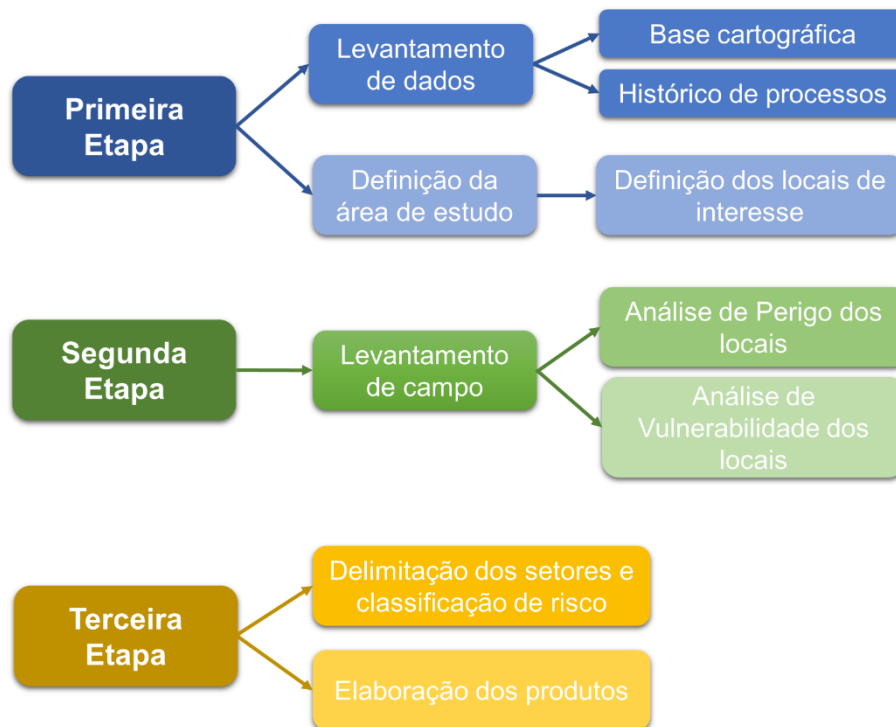 Primeira
Etapa
Levantamento
de dados
Base cartográfica
Histórico de processos
Definição da
área de estudo
Definição dos locais de
interesse
Segunda
Etapa
Levantamento
de campo
Análise de Perigo dos
locais
Análise de
Vulnerabilidade dos
locais
Terceira
Etapa
Delimitação dos setores e
classificação de risco
Elaboração dos produtos